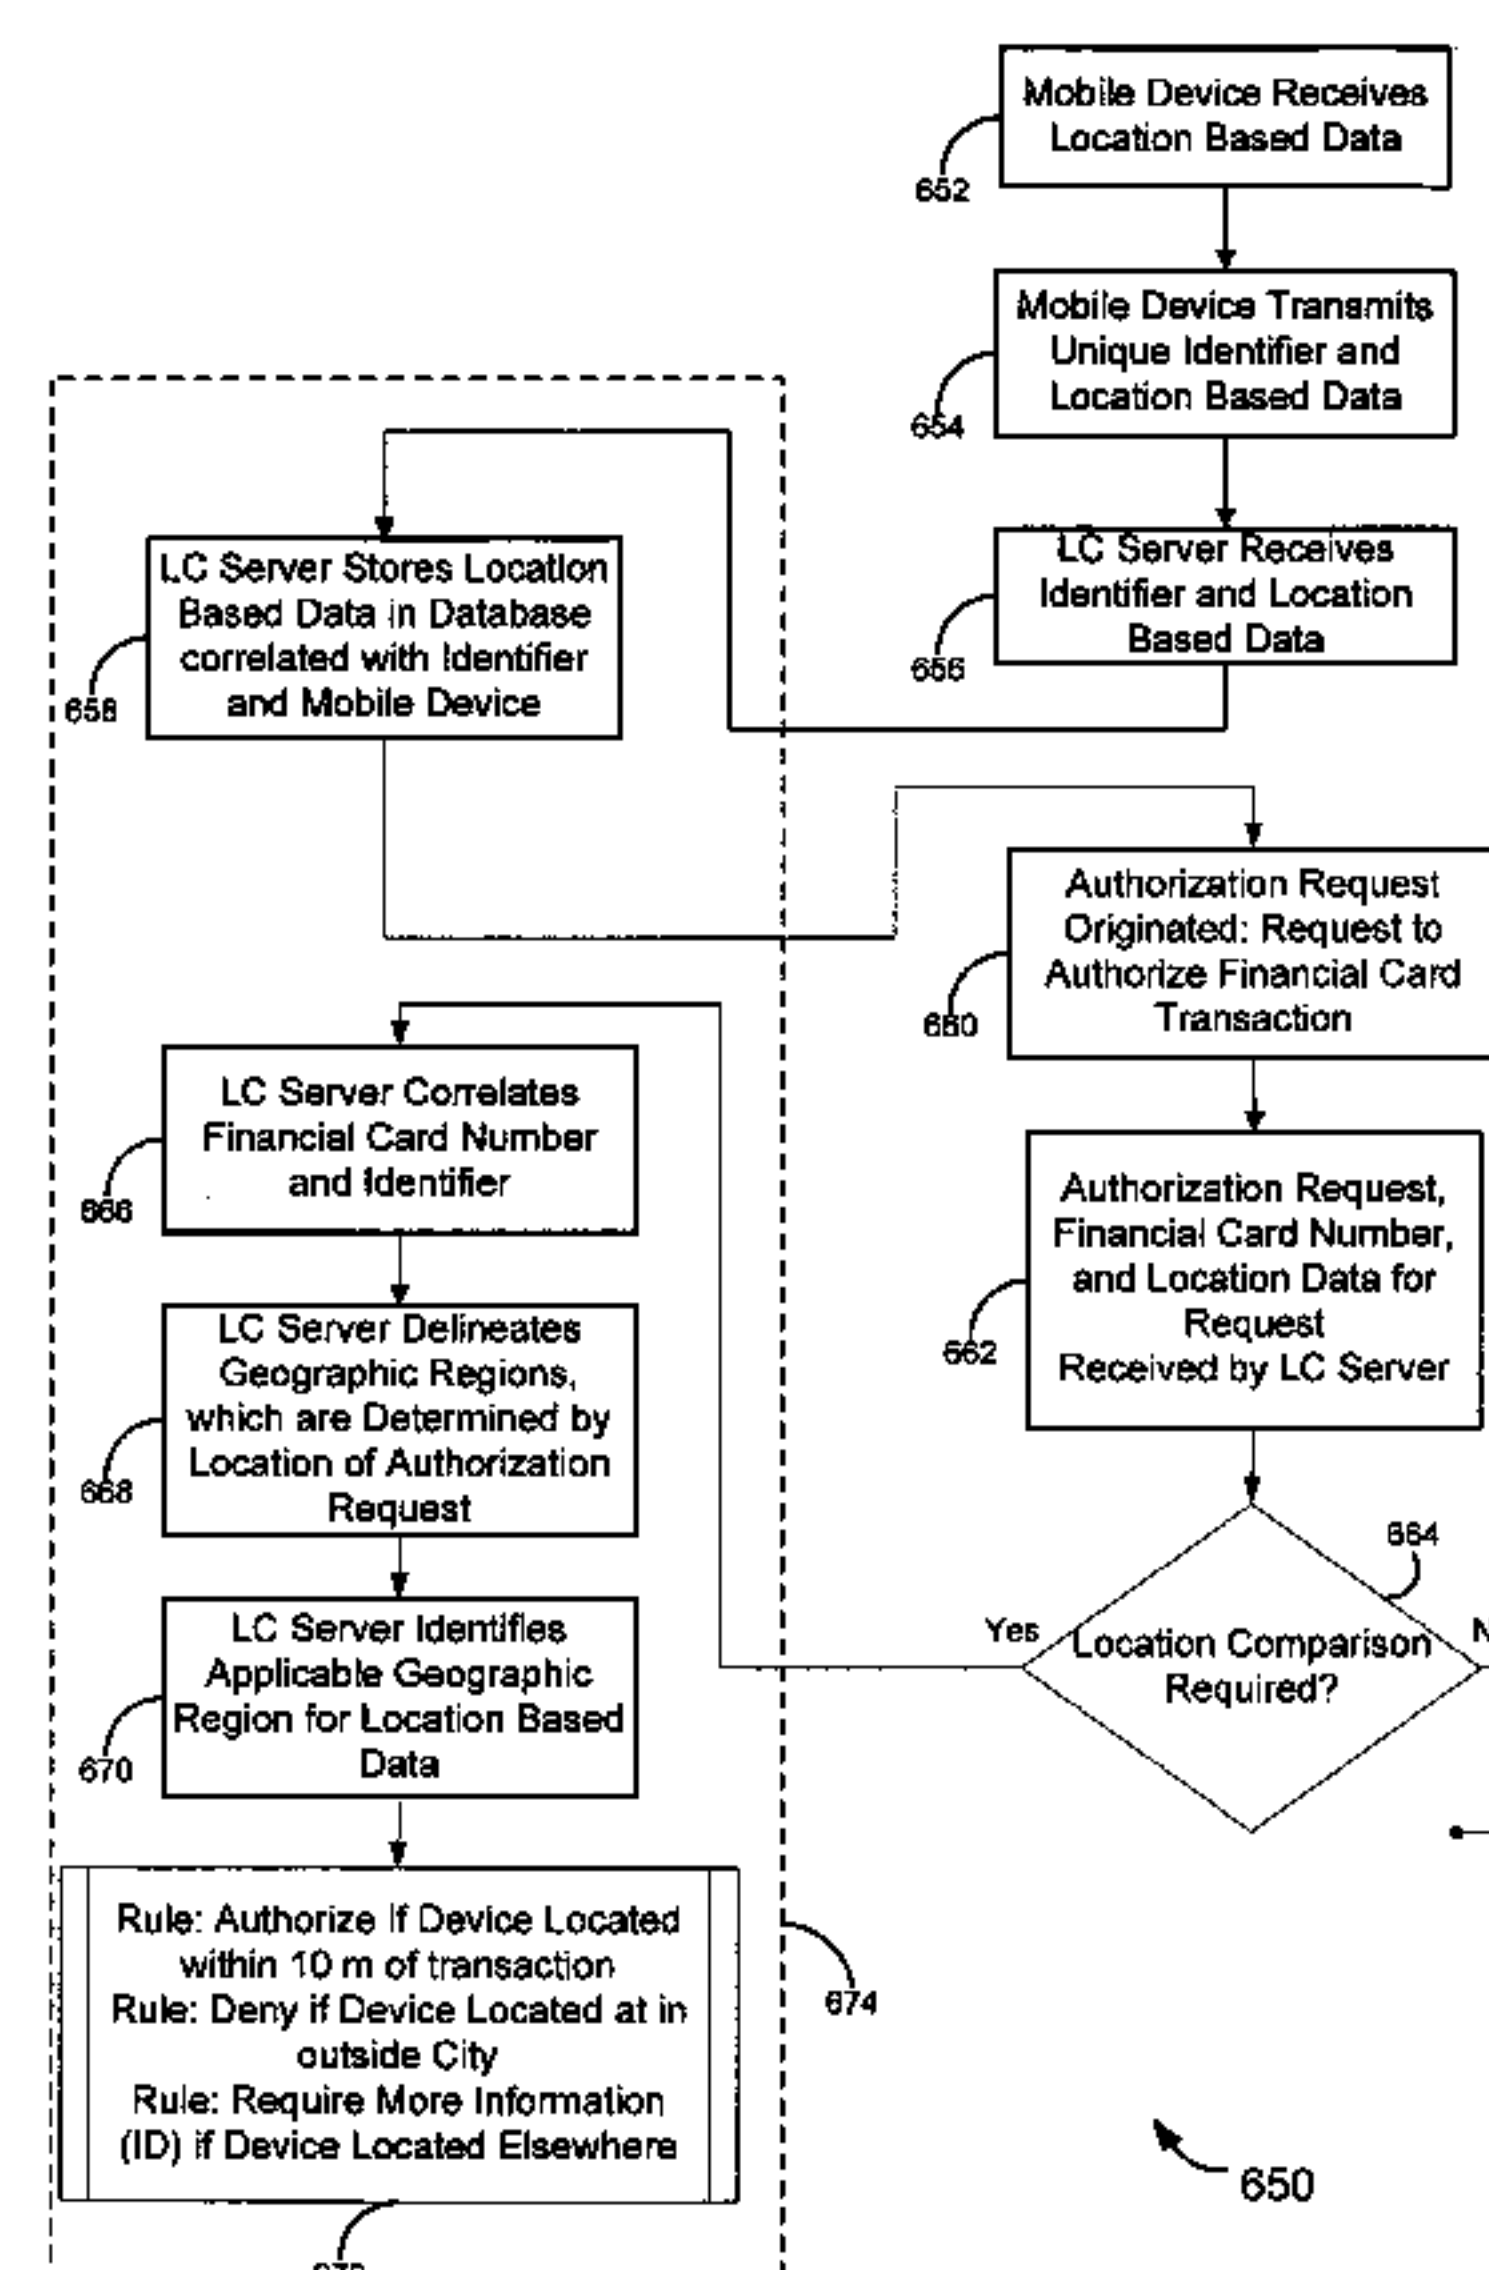 Mobile Device Receives
Location Based Data
652
Mobile Device Transmits
Unique Identifier and
Location Based Data
654
LC Server Receives
Identifier and Location
Based Data
656
LC Server Stores Location
Based Data in Database
correlated with Identifier
and Mobile Device
658
Authorization Request
Originated: Request to
Authorize Financial Card
Transaction
660
Authorization Request,
Financial Card Number,
and Location Data for
Request
Received by LC Server
662
664
Yes
Location Comparison
Required?
LC Server Correlates
Financial Card Number
and Identifier
666
LC Server Delineates
Geographic Regions,
which are Determined by
Location of Authorization
Request
668
LC Server Identifies
Applicable Geographic
Region for Location Based
Data
670
Rule: Authorize If Device Located
within 10 m of transaction
Rule: Deny if Device Located at in
outside City
Rule: Require More Information
(ID) if Device Located Elsewhere
674
650